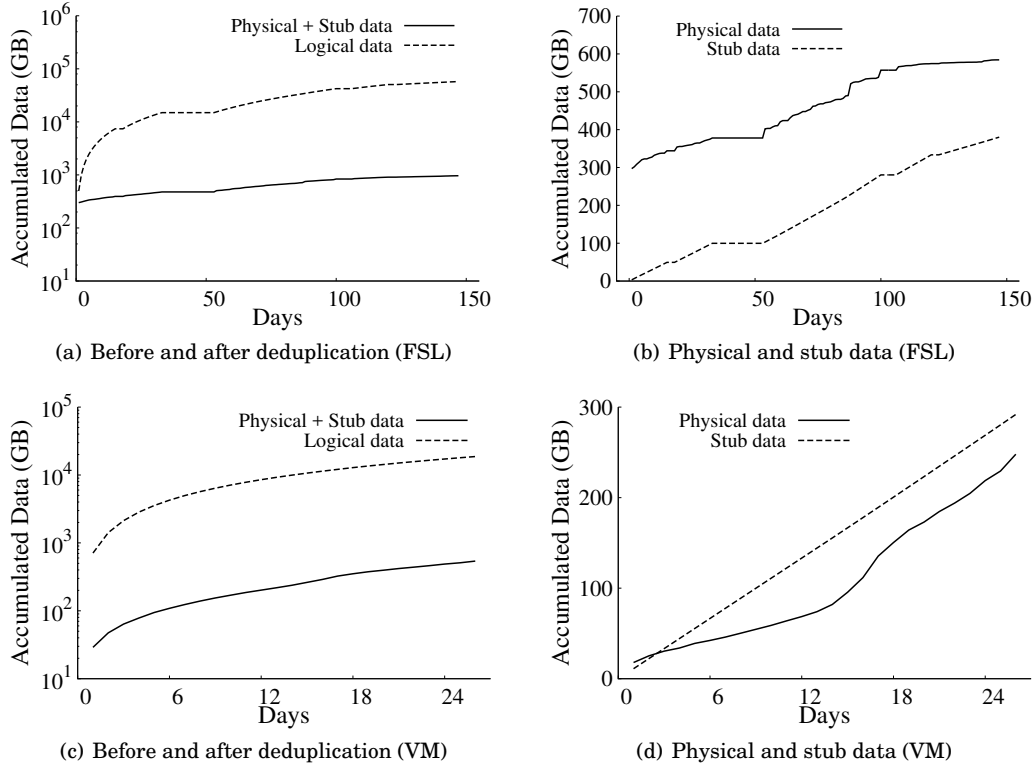 Accumulated Data (GB)
10^6
10^5
10^4
10^3
10^2
10^1
Physical + Stub data
Logical data
0 50 100 150
Days
(a) Before and after deduplication (FSL)
Accumulated Data (GB)
700
600
500
400
300
200
100
0
Physical data
Stub data
0 50 100 150
Days
(b) Physical and stub data (FSL)
Accumulated Data (GB)
10^5
10^4
10^3
10^2
10^1
Physical + Stub data
Logical data
0 6 12 18 24
Days
(c) Before and after deduplication (VM)
Accumulated Data (GB)
300
200
100
0
Physical data
Stub data
0 6 12 18 24
Days
(d) Physical and stub data (VM)